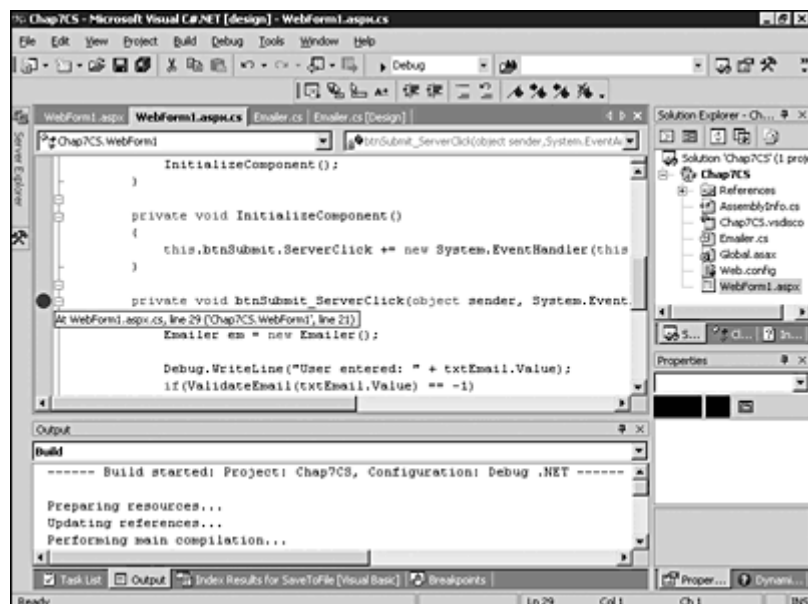 Chap7CS - Microsoft Visual C#.NET [design] - WebForm1.aspx.cs
File Edit View Project Build Debug Tools Window Help
Debug
WebForm1.aspx WebForm1.aspx.cs Emailer.cs Emailer.cs [Design]
Chap7CS.WebForm1
btnSubmit_ServerClick(object sender,System.EventA
Server Explorer
InitializeComponent();
}
private void InitializeComponent()
{
this.btnSubmit.ServerClick += new System.EventHandler(this
}
private void btnSubmit_ServerClick(object sender, System.Event
At WebForm1.aspx.cs, line 29 ('Chap7CS.WebForm1', line 21)
Emailer em = new Emailer();
Debug.WriteLine("User entered: " + txtEmail.Value);
if(ValidateEmail(txtEmail.Value) == -1)
Solution Explorer - Ch...
Solution 'Chap7CS' (1 proj
Chap7CS
References
AssemblyInfo.cs
Chap7CS.vsdisco
Emailer.cs
Global.asax
Web.config
WebForm1.aspx
S... Cl... In...
Properties
Output
Build
------ Build started: Project: Chap7CS, Configuration: Debug .NET ------
Preparing resources...
Updating references...
Performing main compilation...
Task List Output Index Results for SaveToFile [Visual Basic] Breakpoints
Proper... Dynami...
Ready Ln 29 Col 1 Ch 1 INS